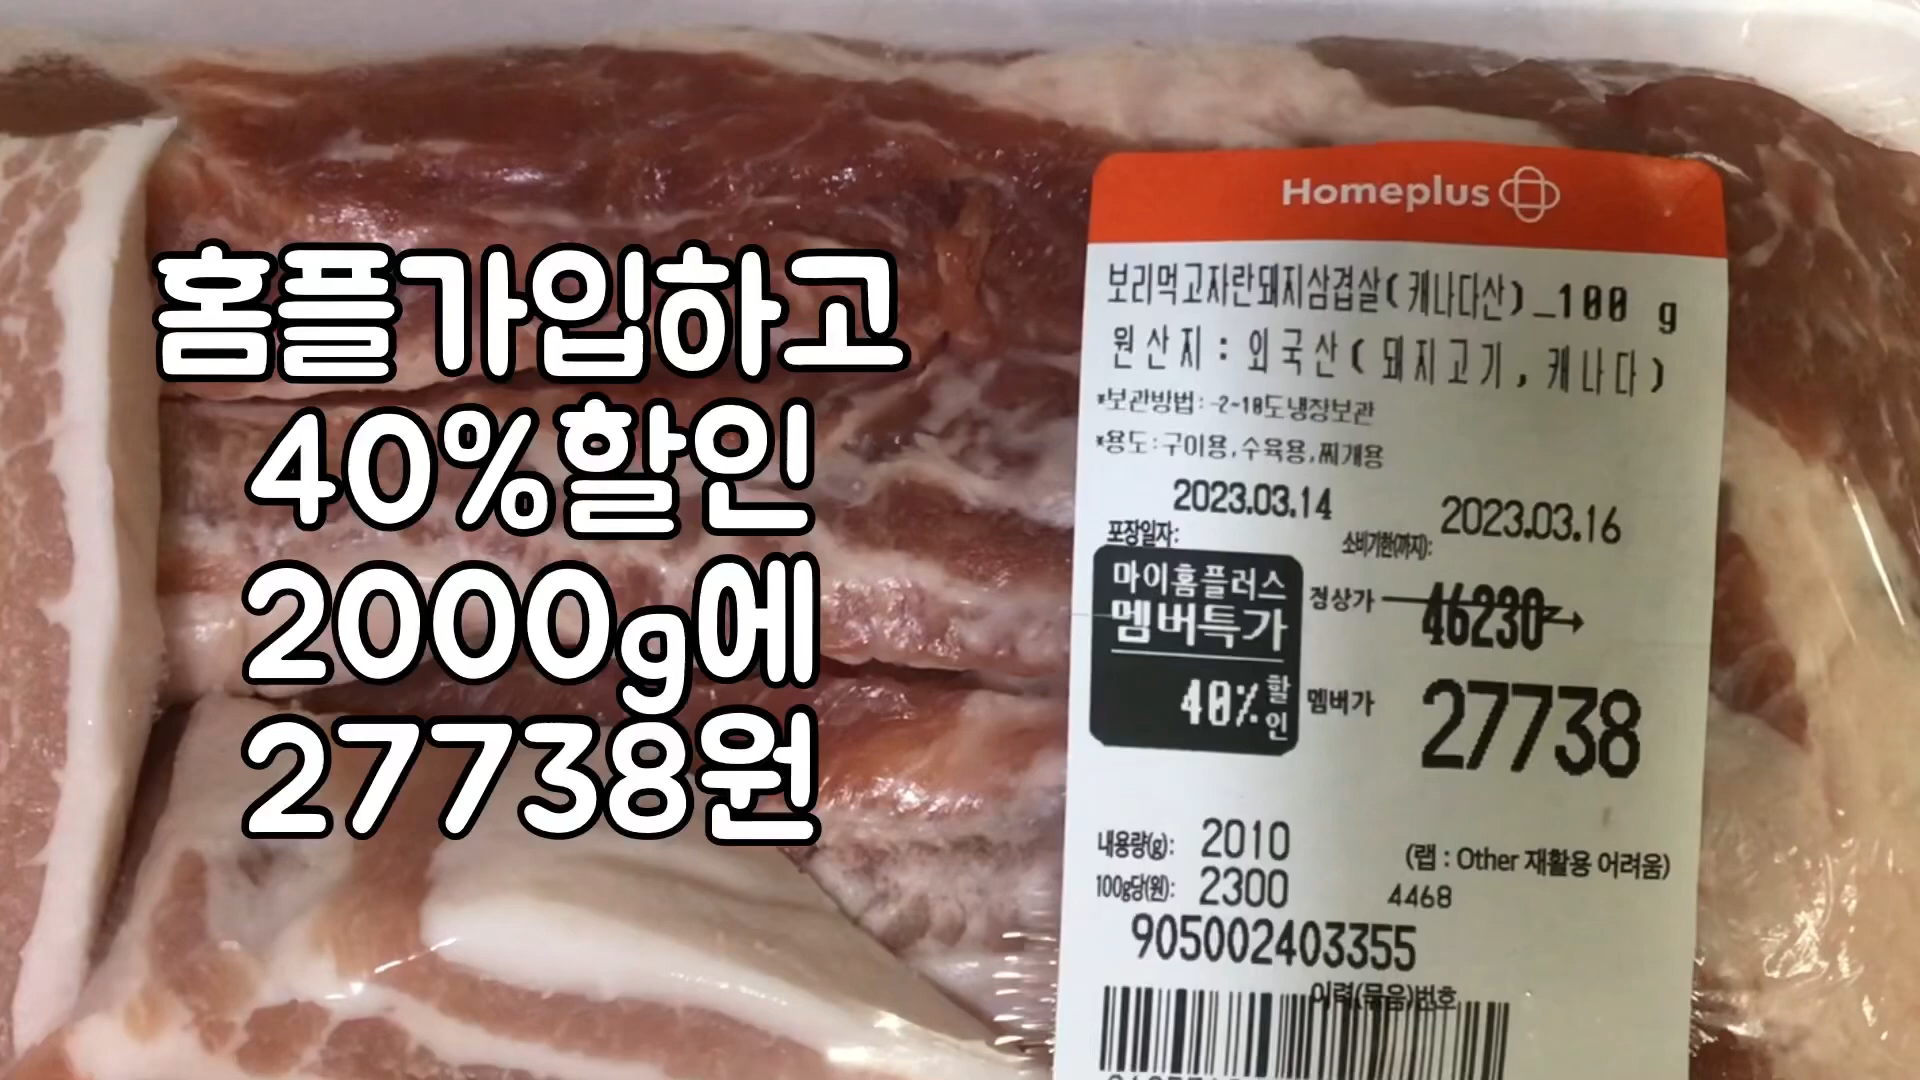 홈플가입하고
40%할인
2000g에
27738원
Homeplus
보리먹고자란돼지삼겹살(캐나다산)_100 g
원산지:외국산(돼지고기,캐나다)
*보관방법:-2~10도냉장보관
*용도:구이용,수육용,찌개용
2023.03.14
포장일자:
2023.03.16
소비기한(까지):
마이홈플러스
멤버특가
40%할인
정상가 46230
멤버가 27738
내용량(g): 2010
(랩 : Other 재활용 어려움)
100g당(원): 2300
4468
905002403355
이력(묶음)번호